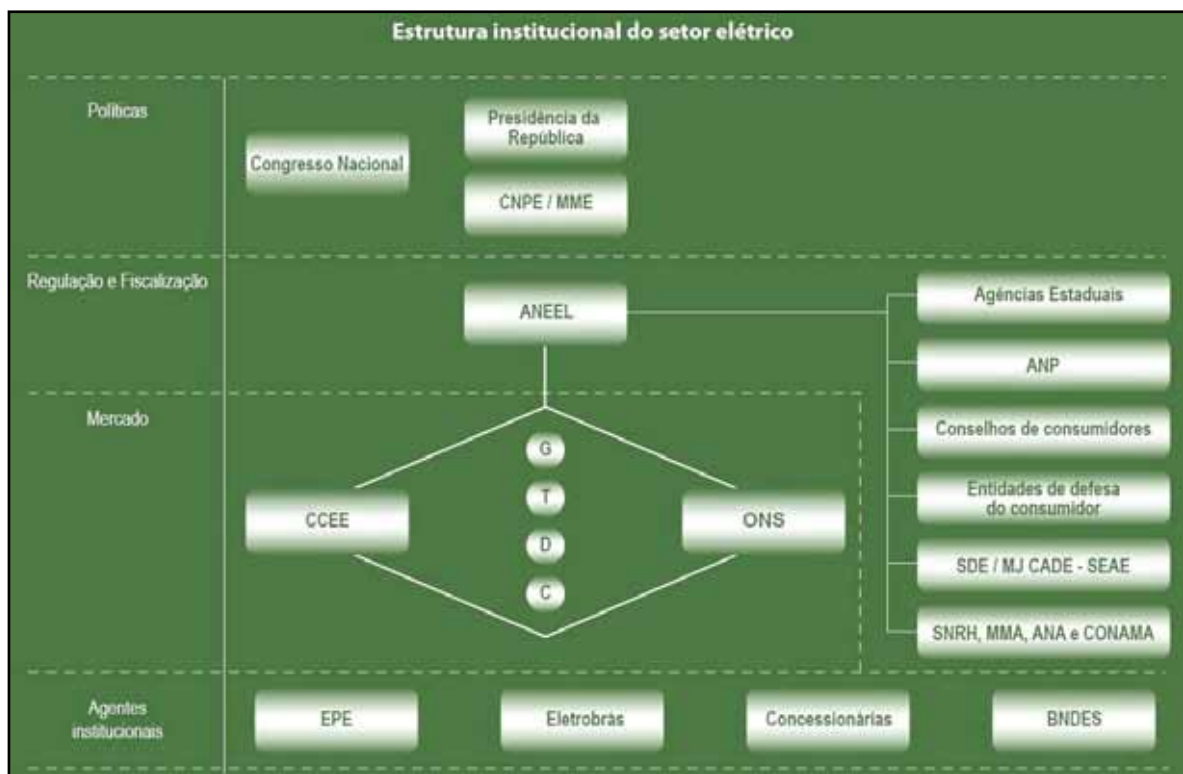 Estrutura institucional do setor elétrico
Políticas
Congresso Nacional
Presidência da
República
CNPE / MME
Regulação e Fiscalização
ANEEL
Agências Estaduais
ANP
Conselhos de consumidores
Entidades de defesa
do consumidor
SDE / MJ CADE - SEAE
SNRH, MMA, ANA e CONAMA
Mercado
CCEE
G
T
D
C
ONS
Agentes
institucionais
EPE
Eletrobrás
Concessionárias
BNDES